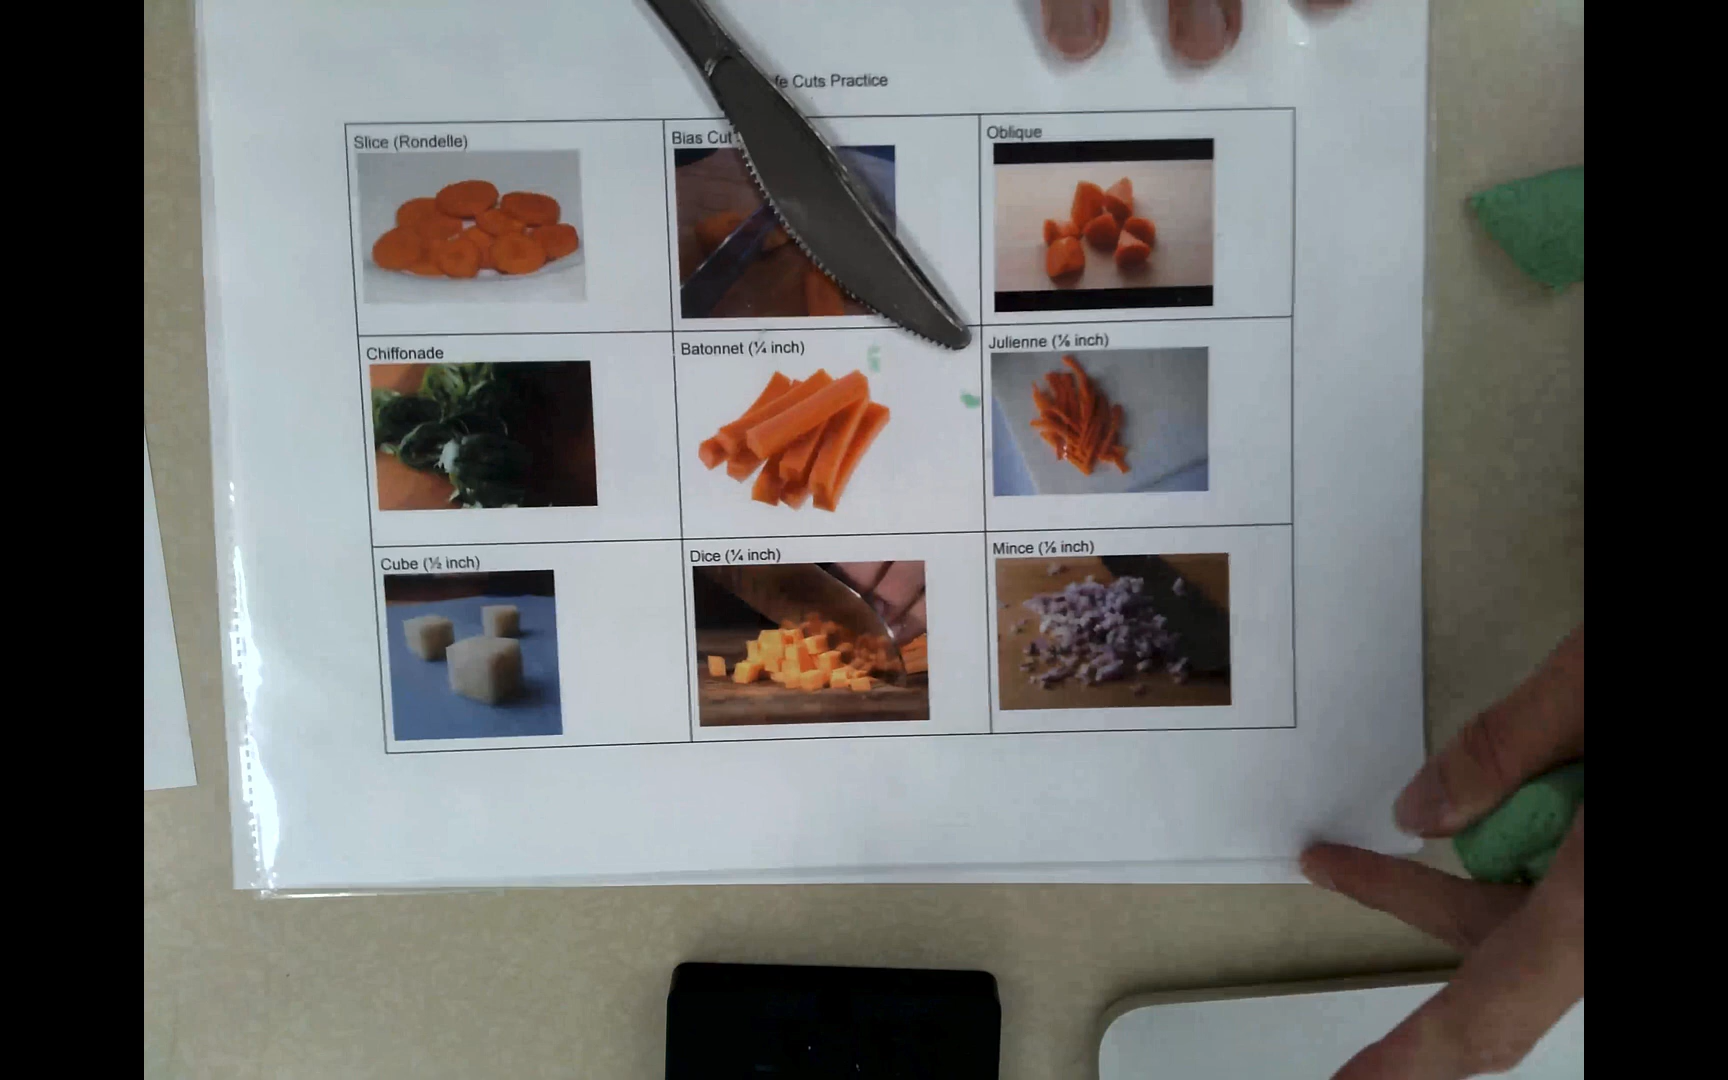 fe Cuts Practice
Slice (Rondelle)
Bias Cut
Oblique
Chiffonade
Batonnet (¼ inch)
Julienne (⅛ inch)
Cube (½ inch)
Dice (¼ inch)
Mince (⅛ inch)